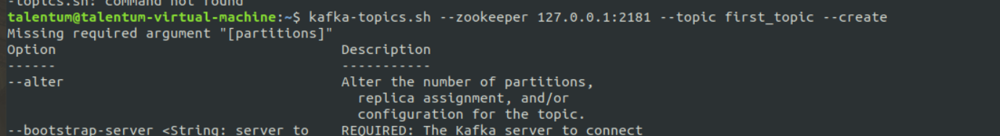 -topics.sh: command not found
talentum@talentum-virtual-machine:~$ kafka-topics.sh --zookeeper 127.0.0.1:2181 --topic first_topic --create
Missing required argument "[partitions]"
Option                                   Description
------                                   -----------
--alter                                  Alter the number of partitions,
                                           replica assignment, and/or
                                           configuration for the topic.
--bootstrap-server <String: server to    REQUIRED: The Kafka server to connect